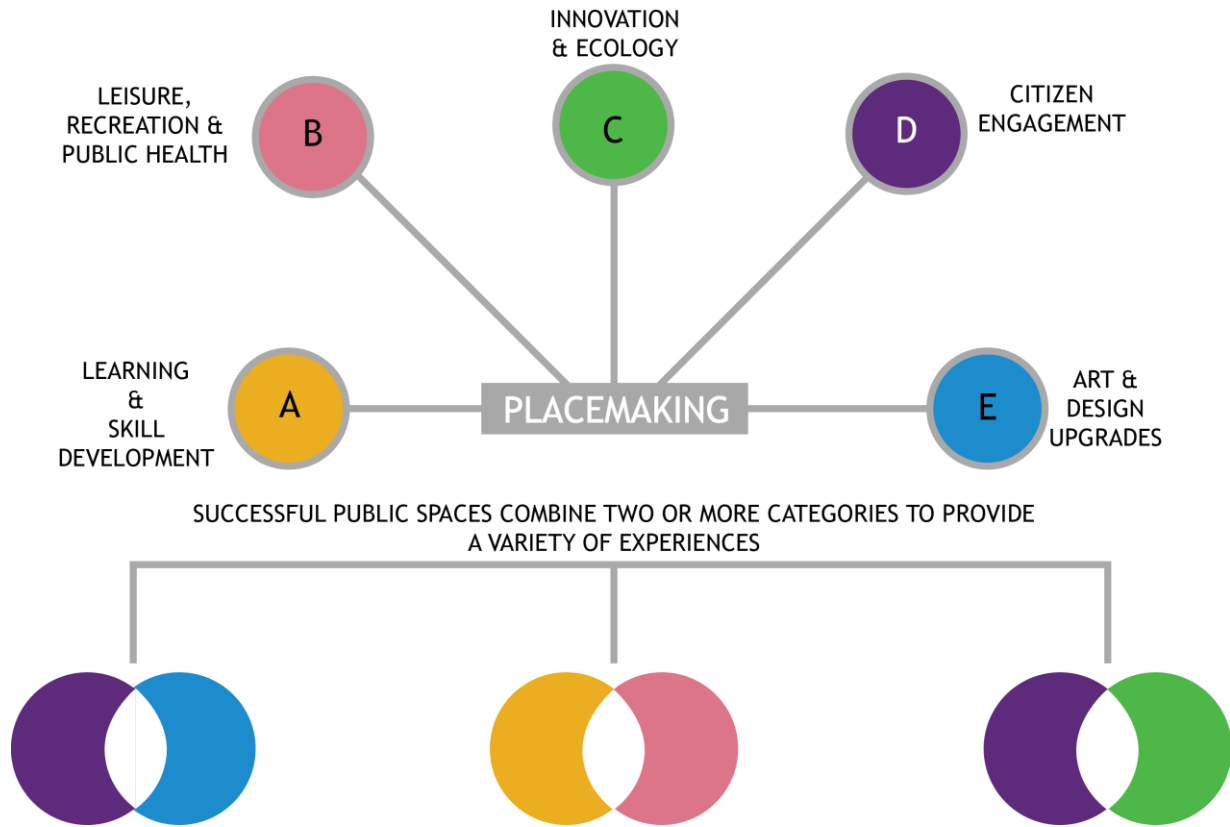 INNOVATION
& ECOLOGY
LEISURE,
RECREATION &
PUBLIC HEALTH
B
C
D
CITIZEN
ENGAGEMENT
LEARNING
&
SKILL
DEVELOPMENT
A
PLACEMAKING
E
ART &
DESIGN
UPGRADES
SUCCESSFUL PUBLIC SPACES COMBINE TWO OR MORE CATEGORIES TO PROVIDE
A VARIETY OF EXPERIENCES